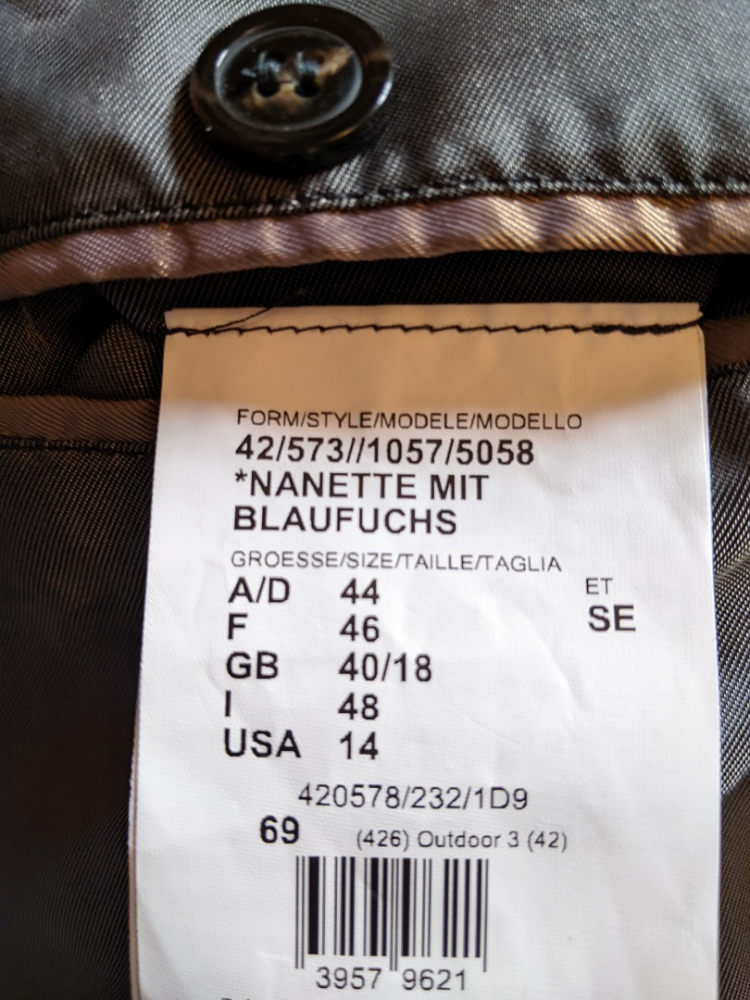 FORM/STYLE/MODELE/MODELLO
42/573//1057/5058
*NANETTE MIT
BLAUFUCHS
GROESSE/SIZE/TAILLE/TAGLIA
A/D 44 ET
F 46 SE
GB 40/18
I 48
USA 14
420578/232/1D9
69 (426) Outdoor 3 (42)
3957 9621